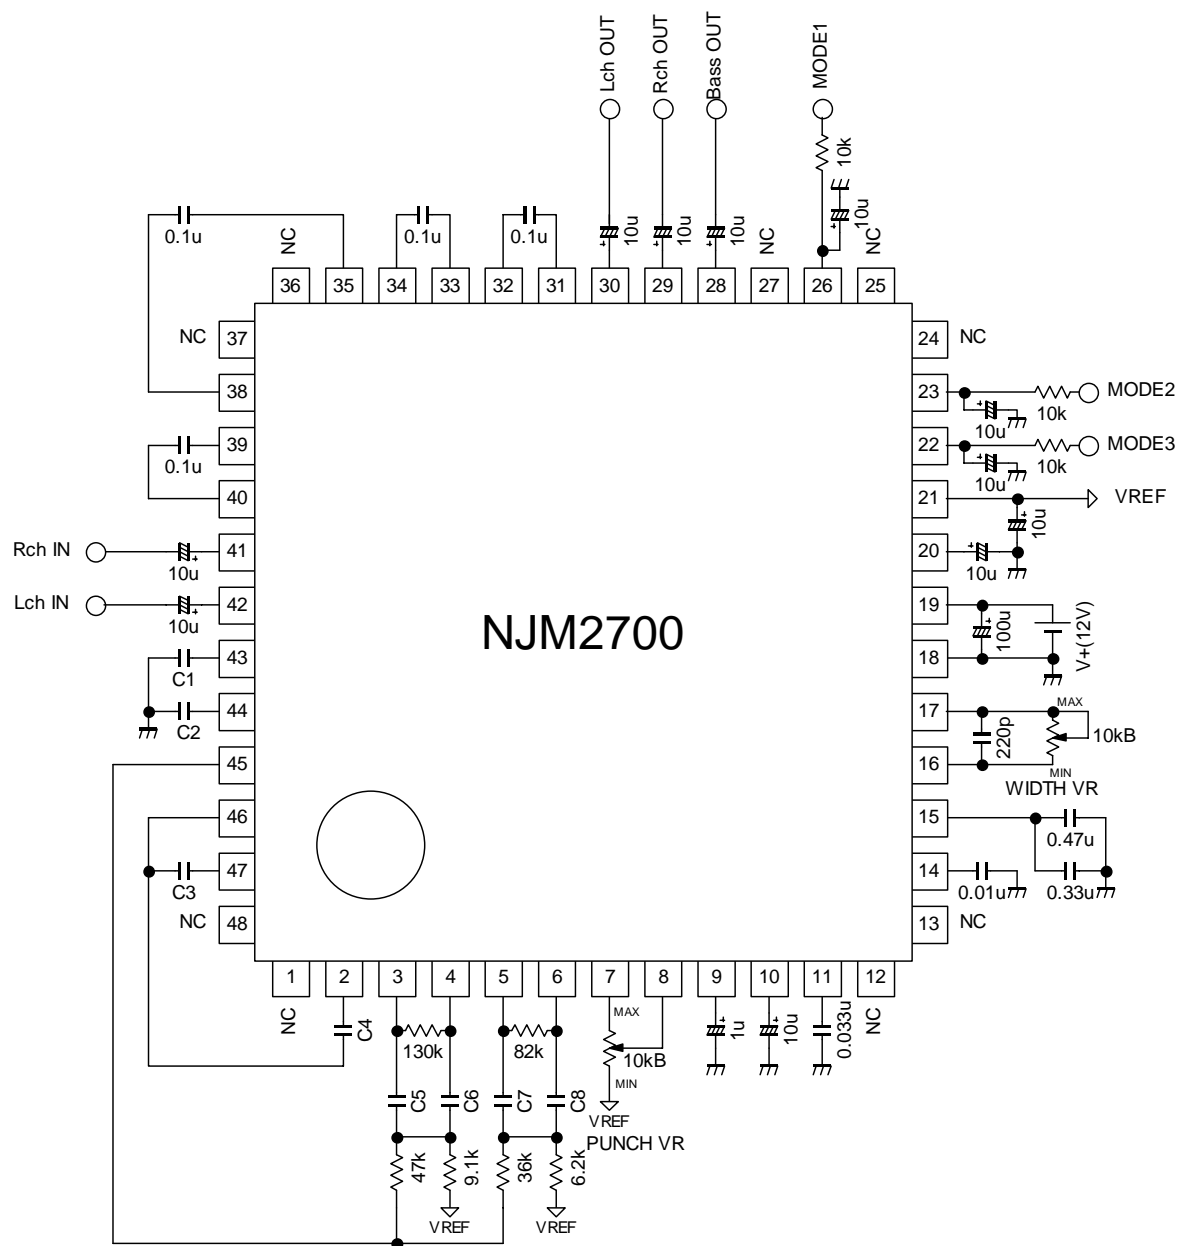 Lch OUT
Rch OUT
Bass OUT
MODE1
10k
0.1u
NC
0.1u
0.1u
10u
10u
10u
NC
10u
NC
36
35
34
33
32
31
30
29
28
27
26
25
NC
37
24
NC
38
23
MODE2
10u
10k
0.1u
39
22
MODE3
10u
10k
40
21
VREF
10u
Rch IN
10u
41
20
10u
Lch IN
10u
42
19
100u
V+(12V)
NJM2700
C1
43
18
C2
44
17
220p
MAX
10kB
MIN
WIDTH VR
45
16
46
15
0.47u
C3
47
14
0.01u
0.33u
NC
48
13
NC
1
2
3
4
5
6
7
8
9
10
11
12
NC
C4
130k
82k
MAX
10kB
MIN
VREF
PUNCH VR
1u
10u
0.033u
NC
C5
C6
C7
C8
47k
9.1k
36k
6.2k
VREF
VREF